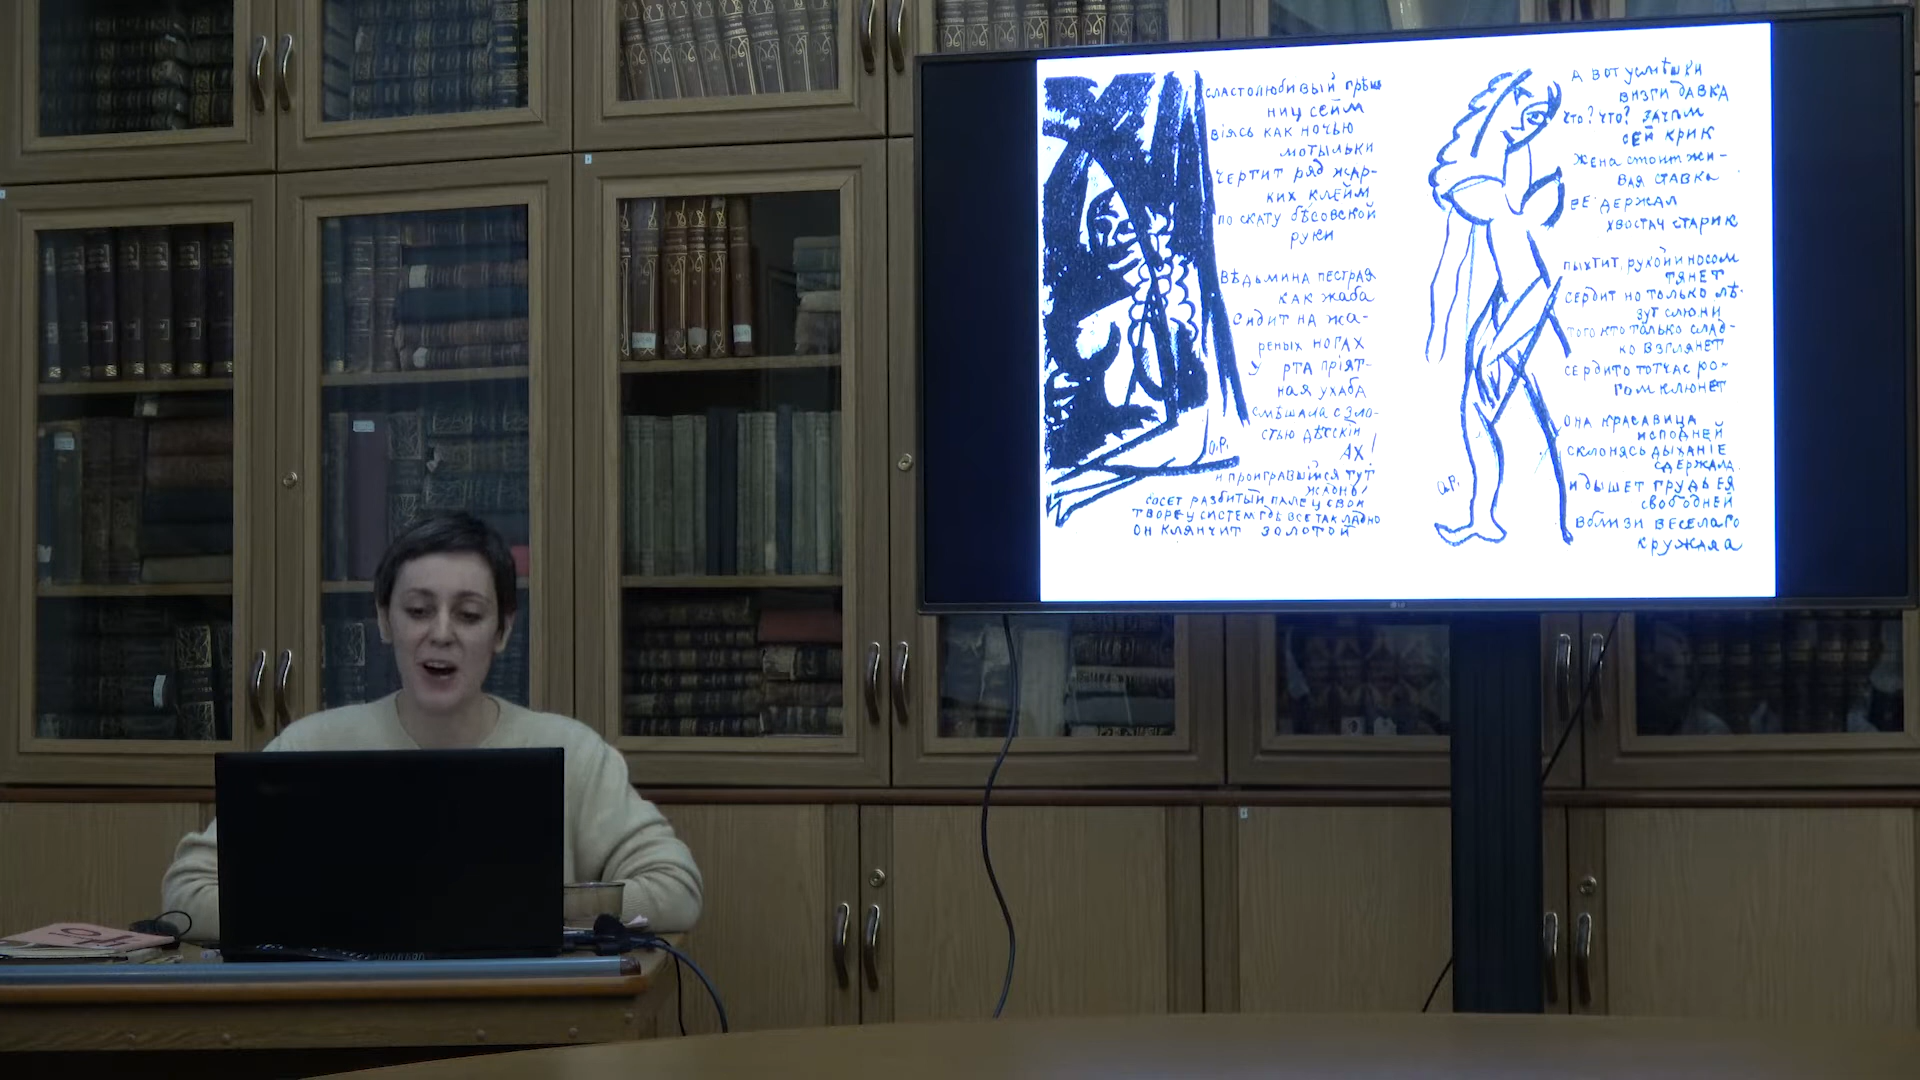 сластолюбивый грѣш
ниц сейм
віясь как ночью
мотыльки
чертит ряд жар-
ких клейм
по скату бѣсовской
руки
вѣдьмина пестрая
как жаба
сидит на жа-
реных ногах
у рта пріят-
ная ухаба
смѣшала с зло-
стью дѣтскій
ах!
а.р.
и проигравшійся тут
жадно
сосет разбитый палец свой
творец систем гдѣ все так ладно
он клянчит золотой
а вот усмѣшки
визги давка
что? что? зачѣм
сей крик
жена стоит жи-
вая ставка
ее держал
хвостач старик
пыхтит, рукой и носом
тянет
сердит но только лѣ-
зут слюни
того кто только слад-
ко взглянет
сердито тотчас ро-
гом клюнет
она красавица
исподней
склонясь дыханіе
сдержала
и дышет грудь ея
свободней
вблизи веселаго
кружала
а.р.
LG